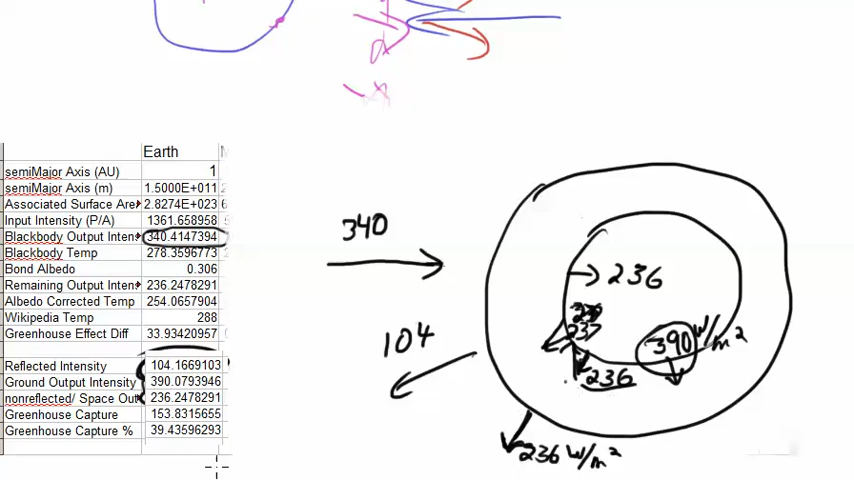 Earth
semiMajor Axis (AU) 1
semiMajor Axis (m) 1.5000E+011
Associated Surface Are 2.8274E+023
Input Intensity (P/A) 1361.658958
Blackbody Output Inten 340.4147394
Blackbody Temp 278.3596773
Bond Albedo 0.306
Remaining Output Inten 236.2478291
Albedo Corrected Temp 254.0657904
Wikipedia Temp 288
Greenhouse Effect Diff 33.93420957
Reflected Intensity 104.1669103
Ground Output Intensity 390.0793946
nonreflected/ Space Out 236.2478291
Greenhouse Capture 153.8315655
Greenhouse Capture % 39.43596293
340
104
236
237
390 W/m²
236
236 W/m²